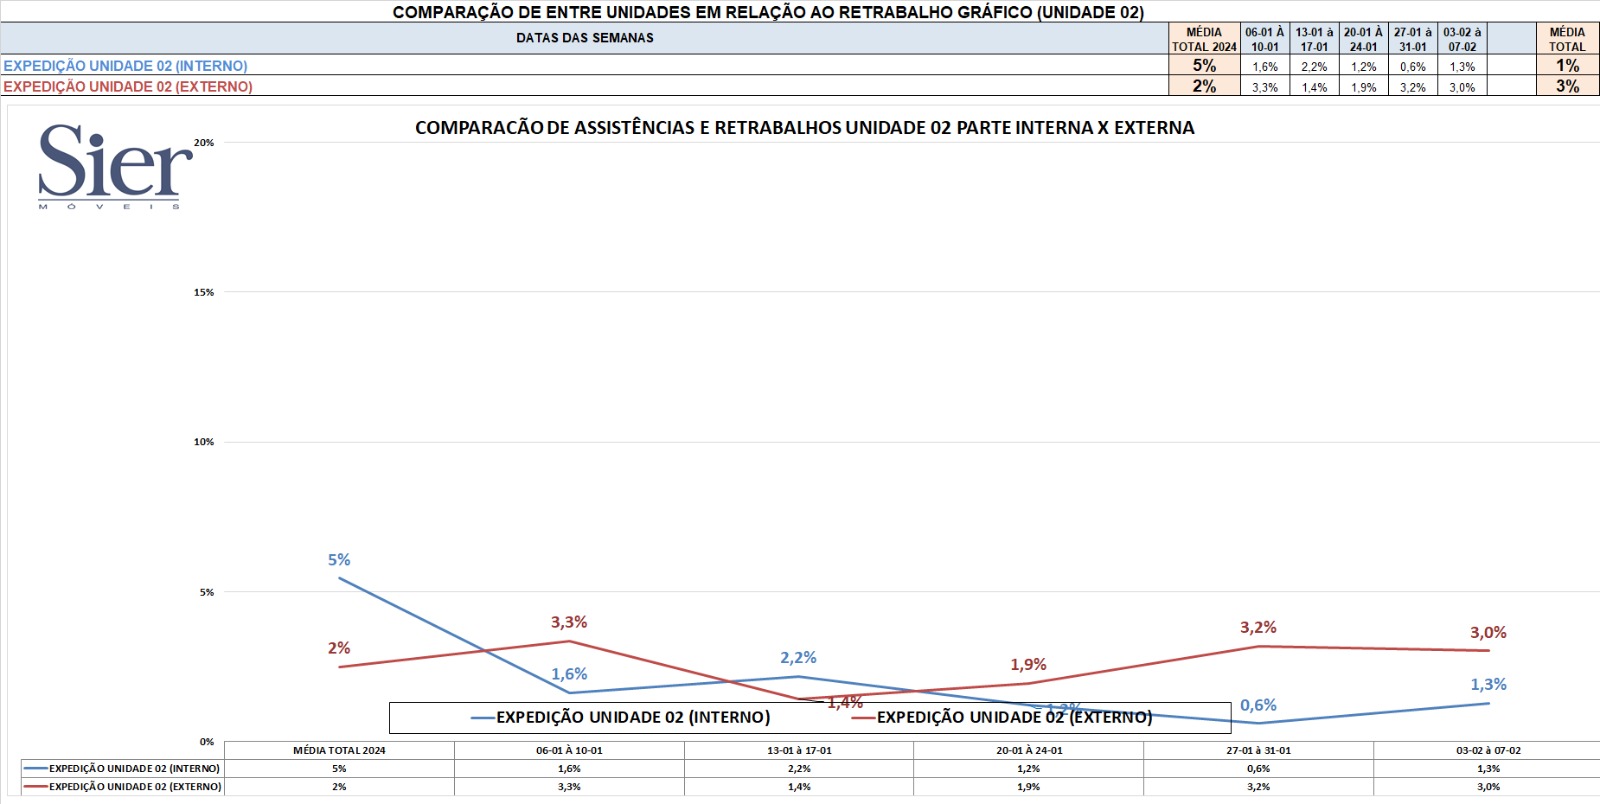 COMPARAÇÃO DE ENTRE UNIDADES EM RELAÇÃO AO RETRABALHO GRÁFICO (UNIDADE 02)
DATAS DAS SEMANAS MÉDIA TOTAL 2024 06-01 À 10-01 13-01 à 17-01 20-01 À 24-01 27-01 à 31-01 03-02 à 07-02 MÉDIA TOTAL
EXPEDIÇÃO UNIDADE 02 (INTERNO) 5% 1,6% 2,2% 1,2% 0,6% 1,3% 1%
EXPEDIÇÃO UNIDADE 02 (EXTERNO) 2% 3,3% 1,4% 1,9% 3,2% 3,0% 3%
COMPARACÃO DE ASSISTÊNCIAS E RETRABALHOS UNIDADE 02 PARTE INTERNA X EXTERNA
Sier
MÓVEIS
20%
15%
10%
5%
5%
3,3%
3,2%
3,0%
2%
2,2%
1,9%
1,6%
1,3%
1,4%
1,2%
0,6%
EXPEDIÇÃO UNIDADE 02 (INTERNO) EXPEDIÇÃO UNIDADE 02 (EXTERNO)
0%
MÉDIA TOTAL 2024 06-01 À 10-01 13-01 à 17-01 20-01 À 24-01 27-01 à 31-01 03-02 à 07-02
EXPEDIÇÃO UNIDADE 02 (INTERNO) 5% 1,6% 2,2% 1,2% 0,6% 1,3%
EXPEDIÇÃO UNIDADE 02 (EXTERNO) 2% 3,3% 1,4% 1,9% 3,2% 3,0%